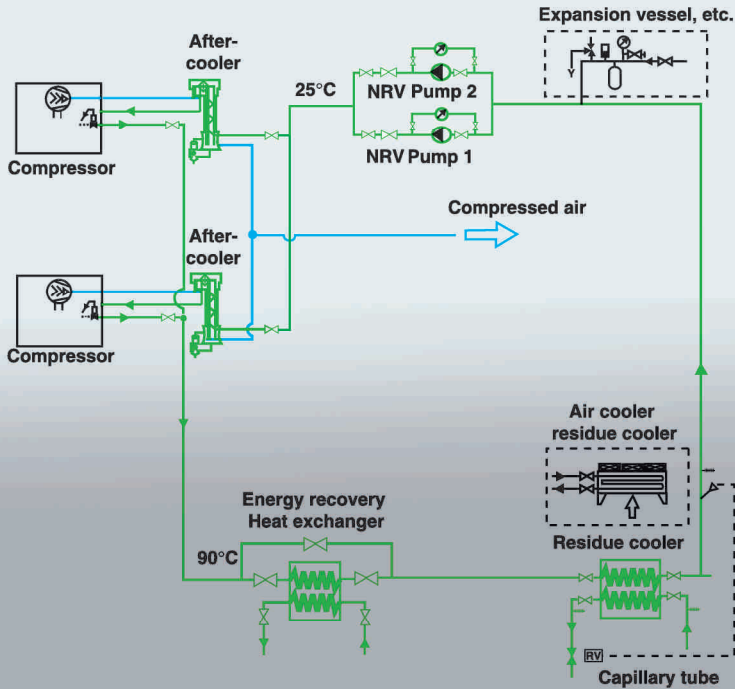 Expansion vessel, etc.
After-
cooler
25°C
NRV Pump 2
Y
Compressor
NRV Pump 1
Compressed air
After-
cooler
Compressor
Air cooler
residue cooler
Energy recovery
Heat exchanger
90°C
Residue cooler
RV
Capillary tube